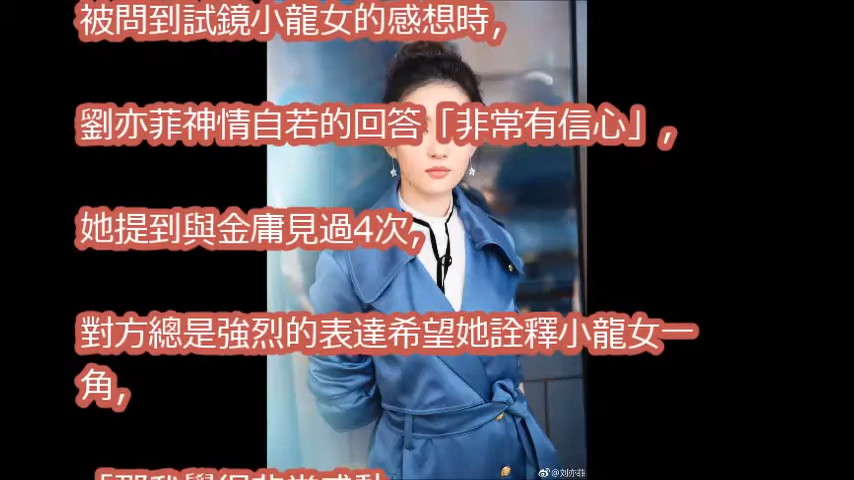 被問到試鏡小龍女的感想時，
劉亦菲神情自若的回答「非常有信心」，
她提到與金庸見過4次，
對方總是強烈的表達希望她詮釋小龍女一
角，
@刘亦菲